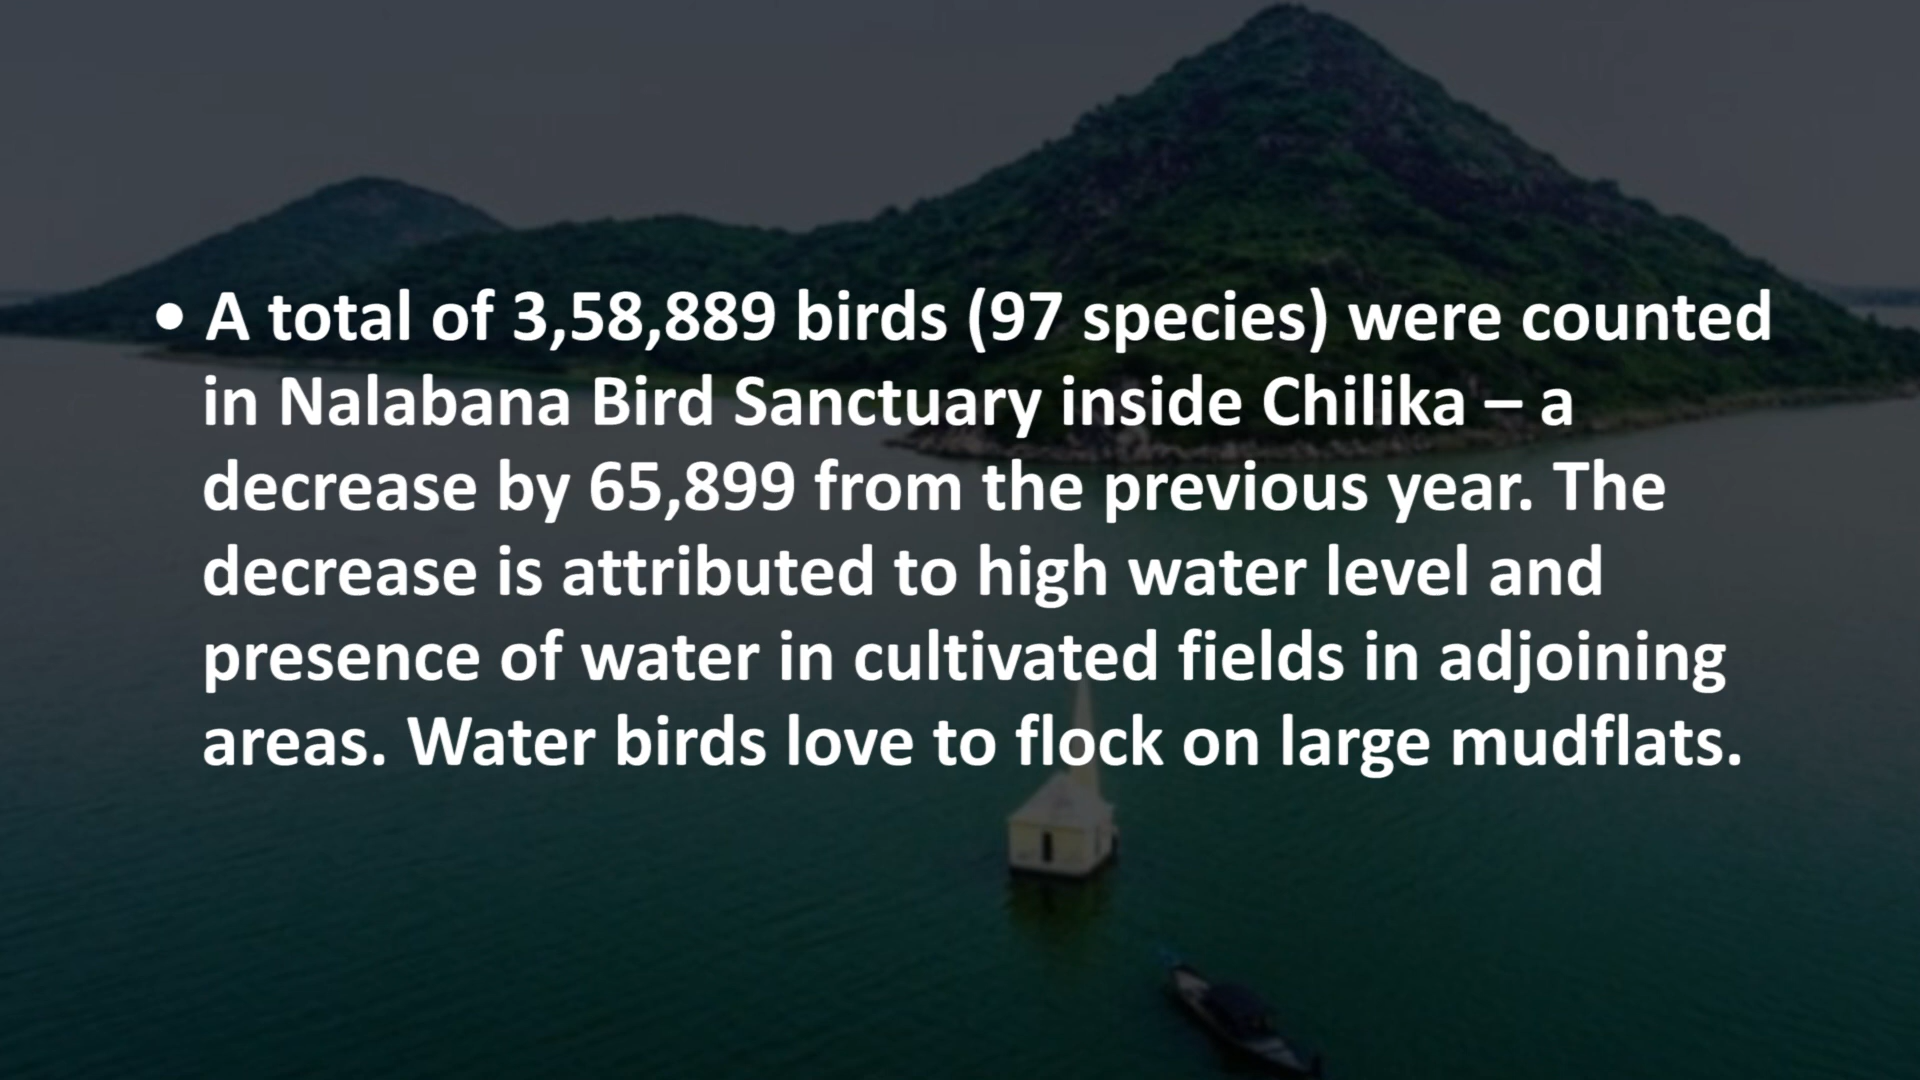 • A total of 3,58,889 birds (97 species) were counted
in Nalabana Bird Sanctuary inside Chilika – a
decrease by 65,899 from the previous year. The
decrease is attributed to high water level and
presence of water in cultivated fields in adjoining
areas. Water birds love to flock on large mudflats.